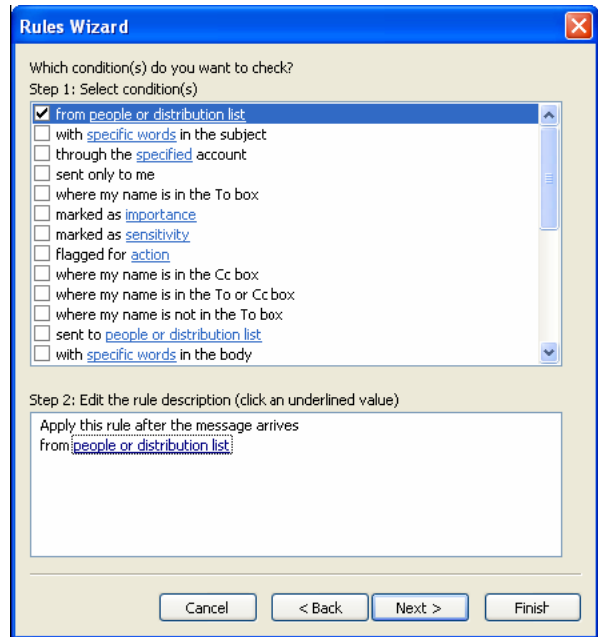 Rules Wizard
Which condition(s) do you want to check?
Step 1: Select condition(s)
from people or distribution list
with specific words in the subject
through the specified account
sent only to me
where my name is in the To box
marked as importance
marked as sensitivity
flagged for action
where my name is in the Cc box
where my name is in the To or Cc box
where my name is not in the To box
sent to people or distribution list
with specific words in the body
Step 2: Edit the rule description (click an underlined value)
Apply this rule after the message arrives
from people or distribution list
Cancel < Back Next > Finish